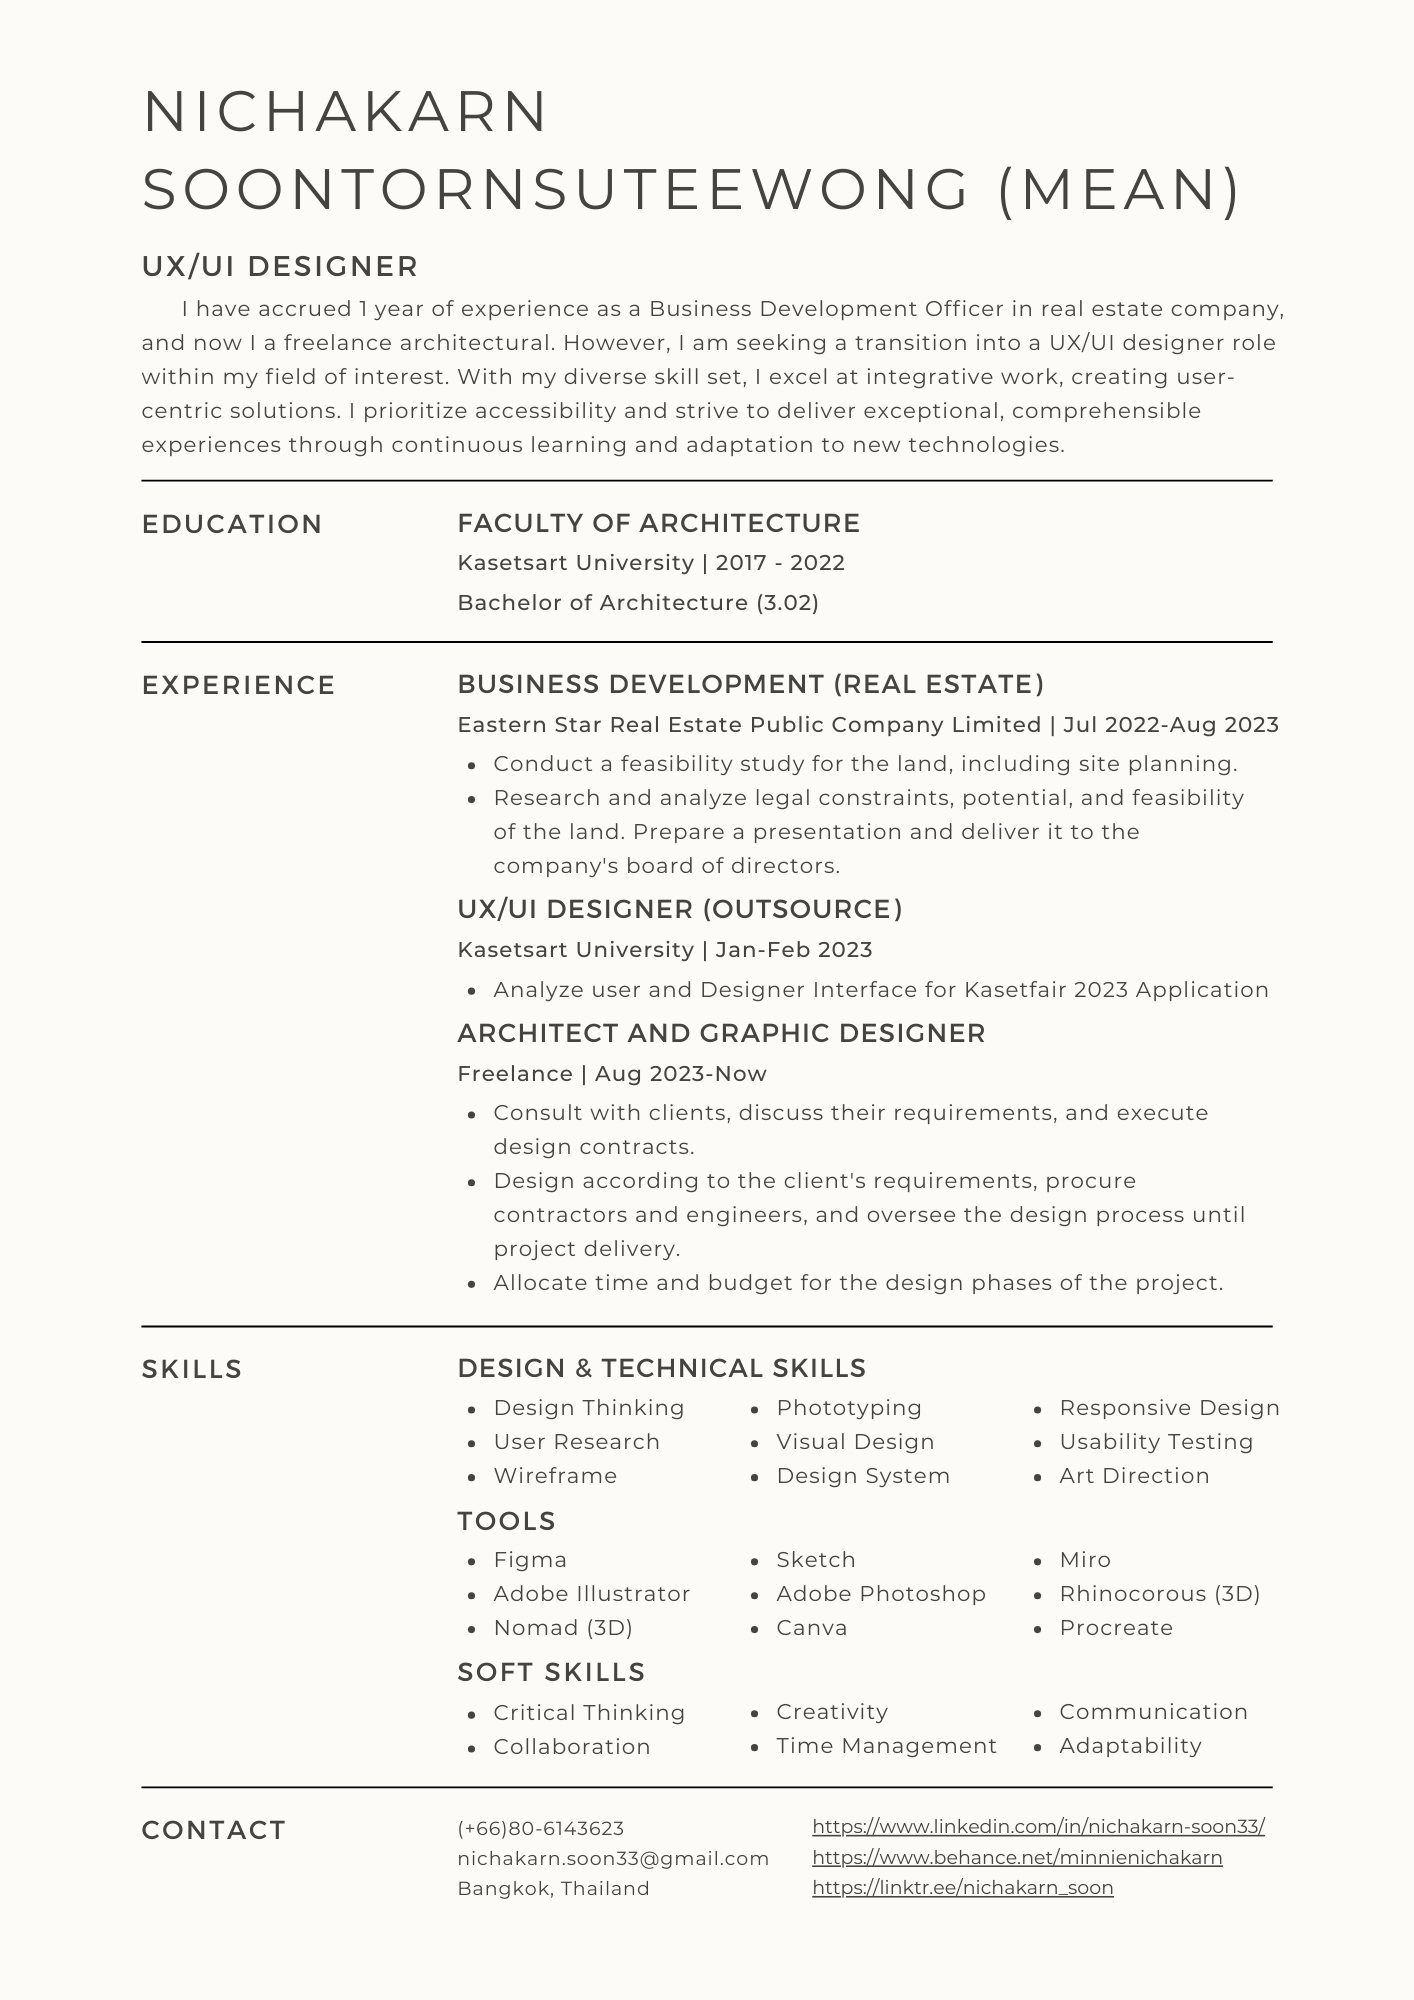 NICHAKARN
SOONTORNSUTEEWONG (MEAN)
UX/UI DESIGNER
I have accrued 1 year of experience as a Business Development Officer in real estate company,
and now I a freelance architectural. However, I am seeking a transition into a UX/UI designer role
within my field of interest. With my diverse skill set, I excel at integrative work, creating user-
centric solutions. I prioritize accessibility and strive to deliver exceptional, comprehensible
experiences through continuous learning and adaptation to new technologies.
EDUCATION
FACULTY OF ARCHITECTURE
Kasetsart University | 2017 - 2022
Bachelor of Architecture (3.02)
EXPERIENCE
BUSINESS DEVELOPMENT (REAL ESTATE)
Eastern Star Real Estate Public Company Limited | Jul 2022-Aug 2023
• Conduct a feasibility study for the land, including site planning.
• Research and analyze legal constraints, potential, and feasibility
of the land. Prepare a presentation and deliver it to the
company's board of directors.
UX/UI DESIGNER (OUTSOURCE)
Kasetsart University | Jan-Feb 2023
• Analyze user and Designer Interface for Kasetfair 2023 Application
ARCHITECT AND GRAPHIC DESIGNER
Freelance | Aug 2023-Now
• Consult with clients, discuss their requirements, and execute
design contracts.
• Design according to the client's requirements, procure
contractors and engineers, and oversee the design process until
project delivery.
• Allocate time and budget for the design phases of the project.
SKILLS
DESIGN & TECHNICAL SKILLS
• Design Thinking • Phototyping • Responsive Design
• User Research • Visual Design • Usability Testing
• Wireframe • Design System • Art Direction
TOOLS
• Figma • Sketch • Miro
• Adobe Illustrator • Adobe Photoshop • Rhinocorous (3D)
• Nomad (3D) • Canva • Procreate
SOFT SKILLS
• Critical Thinking • Creativity • Communication
• Collaboration • Time Management • Adaptability
CONTACT
(+66)80-6143623
nichakarn.soon33@gmail.com
Bangkok, Thailand
https://www.linkedin.com/in/nichakarn-soon33/
https://www.behance.net/minnienichakarn
https://linktr.ee/nichakarn_soon